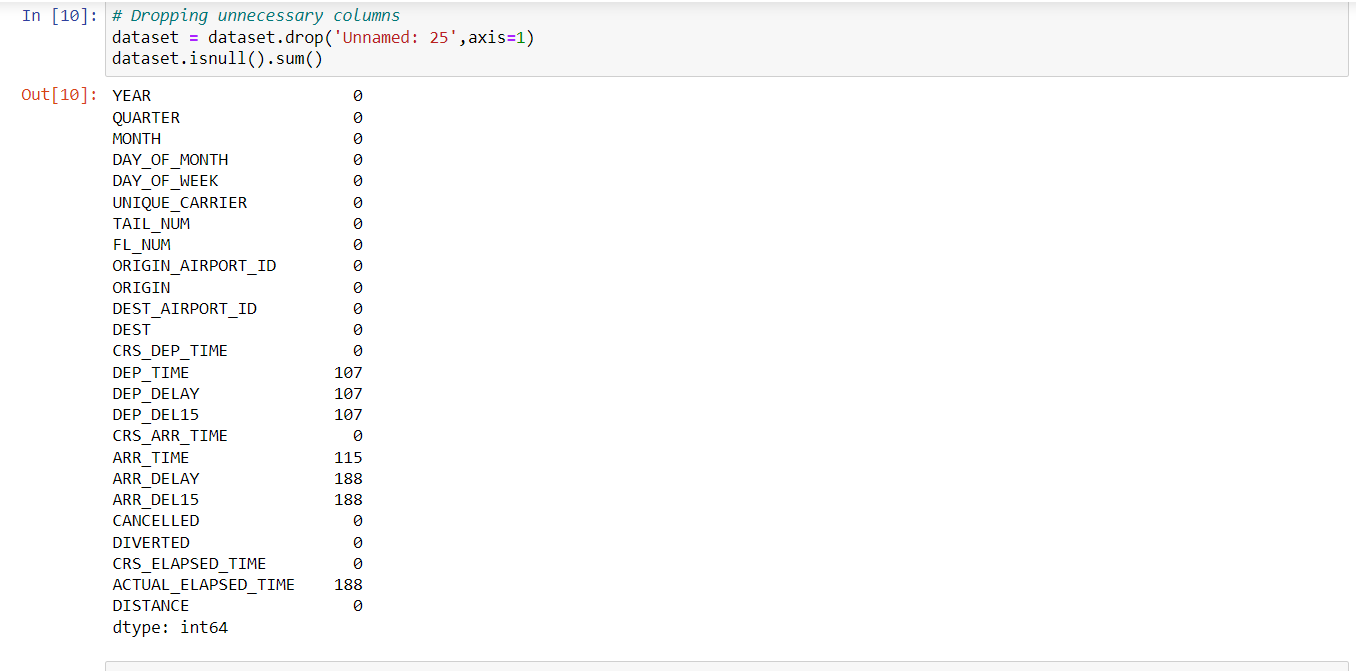 In [10]: # Dropping unnecessary columns
dataset = dataset.drop('Unnamed: 25',axis=1)
dataset.isnull().sum()
Out[10]: YEAR 0
QUARTER 0
MONTH 0
DAY_OF_MONTH 0
DAY_OF_WEEK 0
UNIQUE_CARRIER 0
TAIL_NUM 0
FL_NUM 0
ORIGIN_AIRPORT_ID 0
ORIGIN 0
DEST_AIRPORT_ID 0
DEST 0
CRS_DEP_TIME 0
DEP_TIME 107
DEP_DELAY 107
DEP_DEL15 107
CRS_ARR_TIME 0
ARR_TIME 115
ARR_DELAY 188
ARR_DEL15 188
CANCELLED 0
DIVERTED 0
CRS_ELAPSED_TIME 0
ACTUAL_ELAPSED_TIME 188
DISTANCE 0
dtype: int64